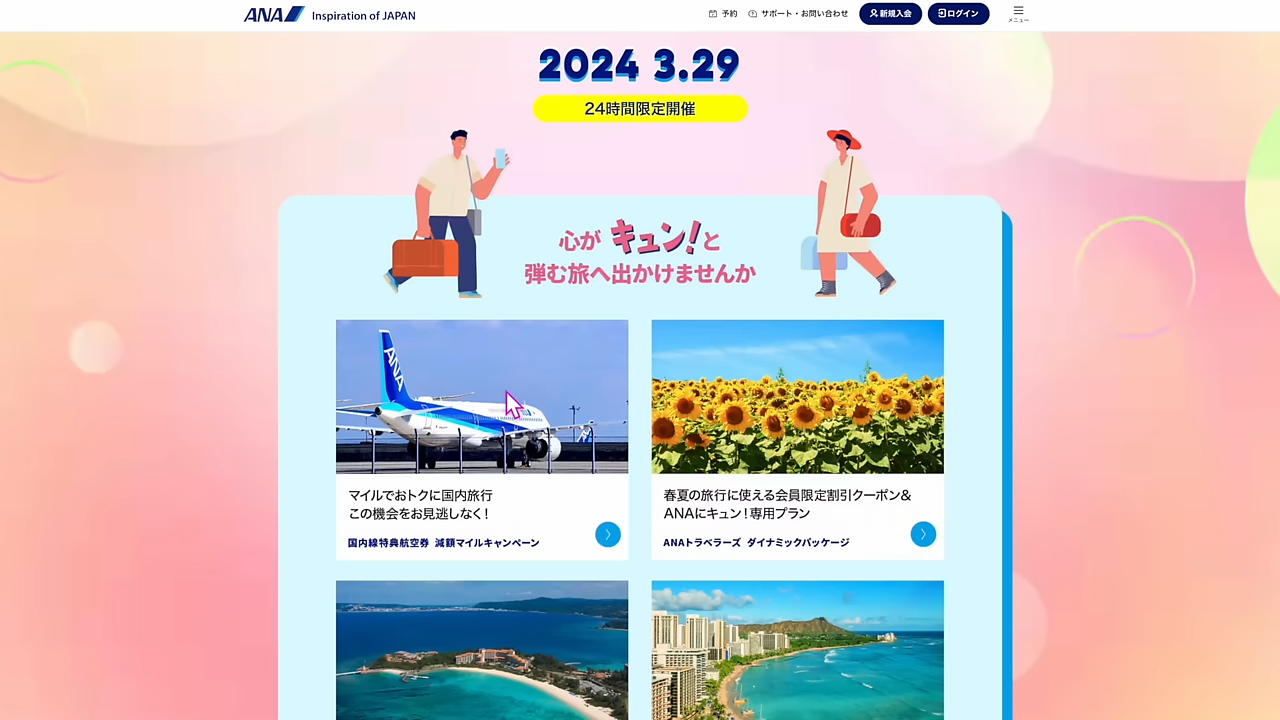 ANA Inspiration of JAPAN
予約
サポート・お問い合わせ
新規入会
ログイン
メニュー
2024 3.29
24時間限定開催
心が キュン!と
弾む旅へ出かけませんか
ANA
マイルでおトクに国内旅行
この機会をお見逃しなく!
国内線特典航空券 減額マイルキャンペーン
春夏の旅行に使える会員限定割引クーポン&
ANAにキュン!専用プラン
ANAトラベラーズ ダイナミックパッケージ